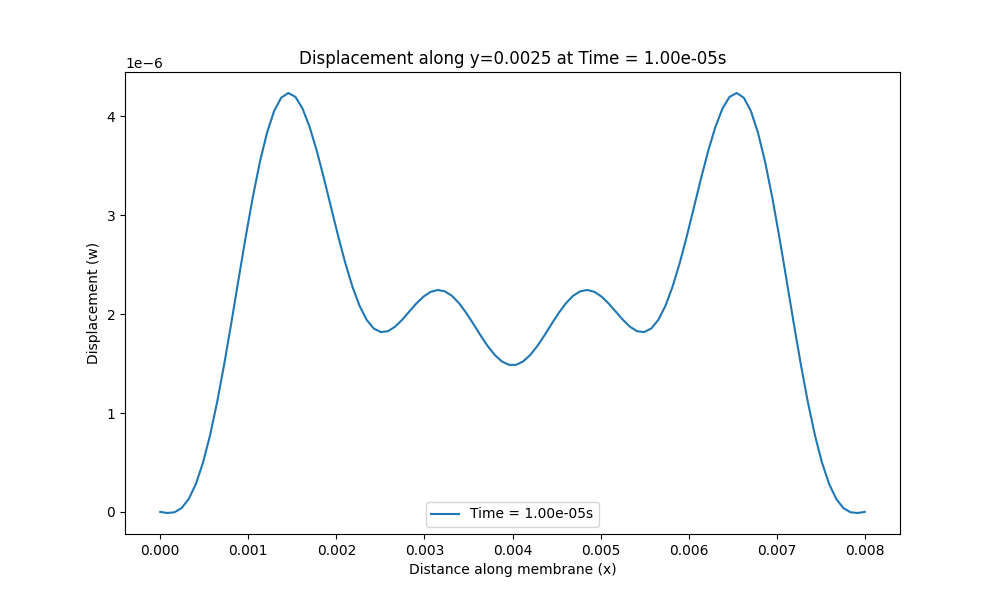 Displacement along y=0.0025 at Time = 1.00e-05s
1e−6
4
3
2
1
0
Displacement (w)
Time = 1.00e-05s
0.000 0.001 0.002 0.003 0.004 0.005 0.006 0.007 0.008
Distance along membrane (x)